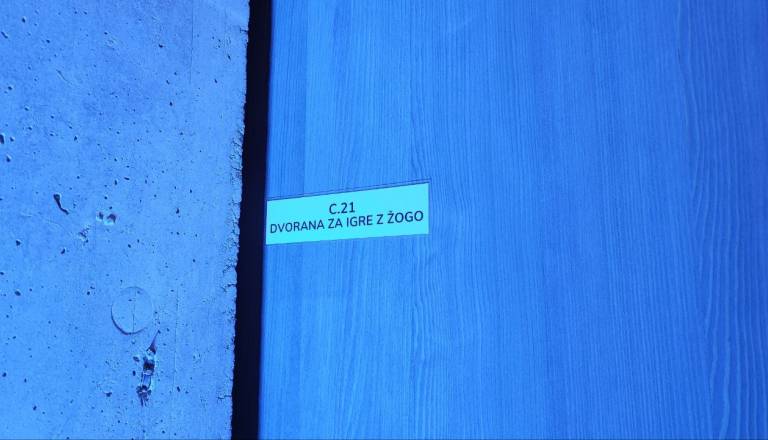 C.21
DVORANA ZA IGRE Z ŽOGO